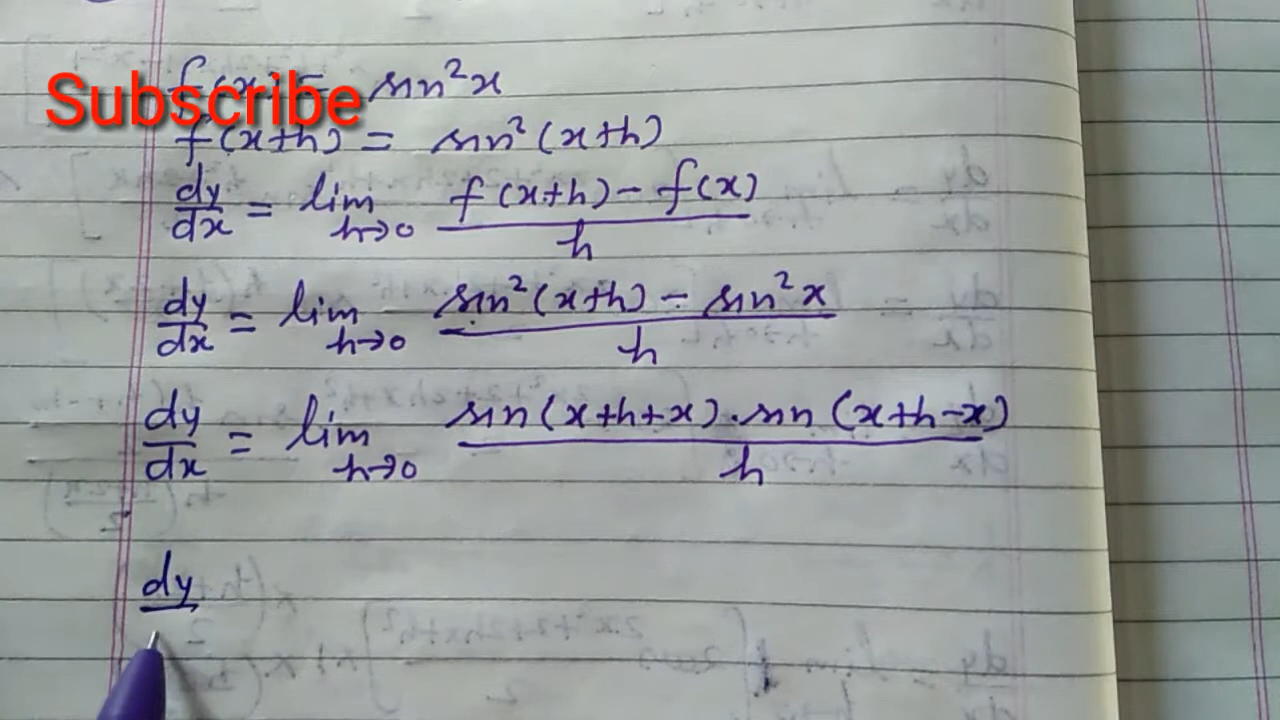 Subscribe
f(x) = sin²x
f(x+h) = sin²(x+h)
dy/dx = lim h→0 f(x+h) - f(x) / h
dy/dx = lim h→0 sin²(x+h) - sin²x / h
dy/dx = lim h→0 sin(x+h+x).sin(x+h-x) / h
dy